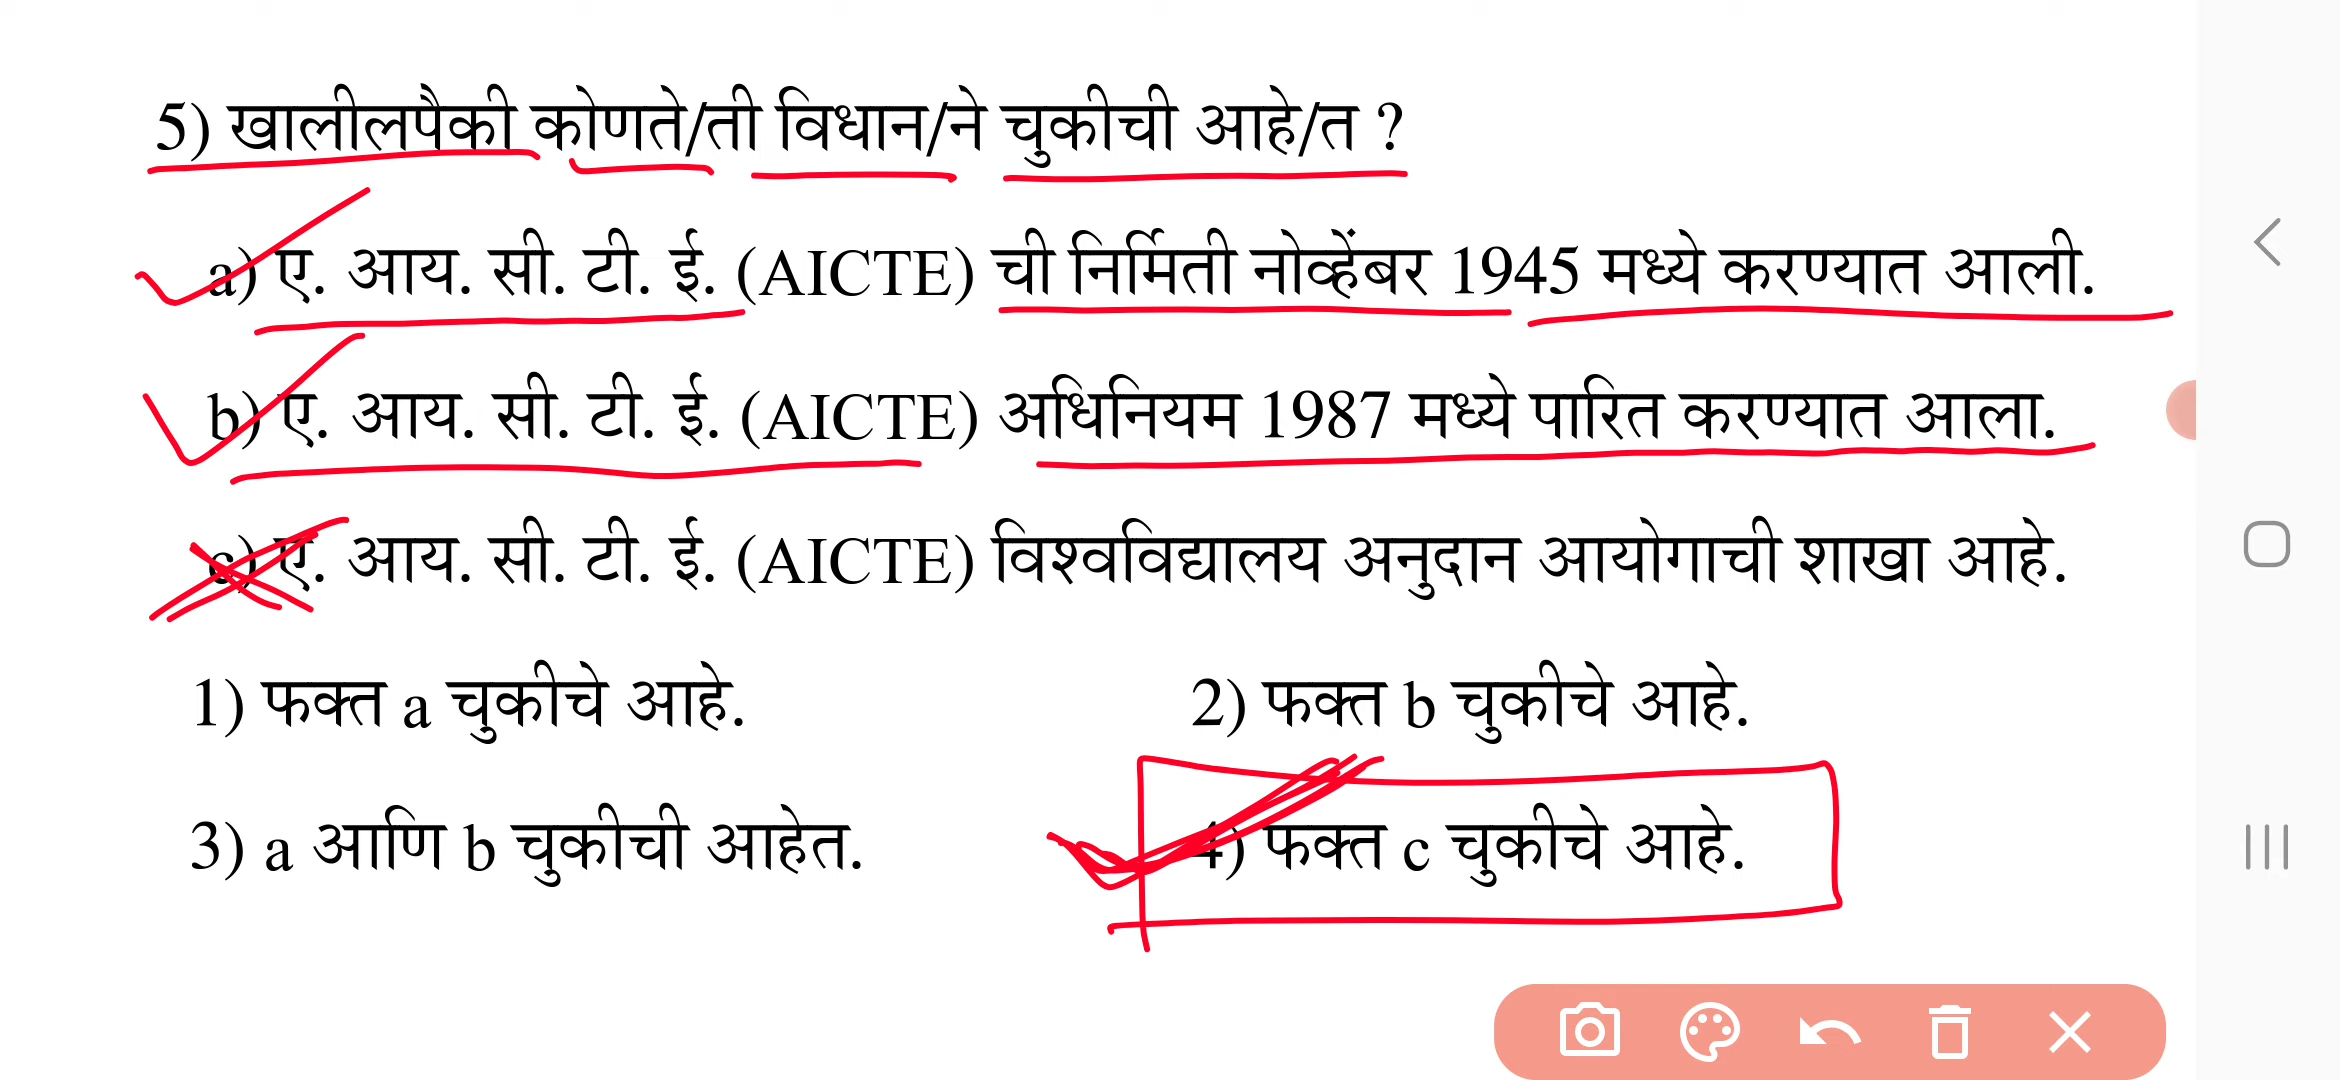 5) खालीलपैकी कोणते/ती विधान/ने चुकीची आहे/त ?
a) ए. आय. सी. टी. ई. (AICTE) ची निर्मिती नोव्हेंबर 1945 मध्ये करण्यात आली.
b) ए. आय. सी. टी. ई. (AICTE) अधिनियम 1987 मध्ये पारित करण्यात आला.
c) ए. आय. सी. टी. ई. (AICTE) विश्वविद्यालय अनुदान आयोगाची शाखा आहे.
1) फक्त a चुकीचे आहे.
2) फक्त b चुकीचे आहे.
3) a आणि b चुकीची आहेत.
4) फक्त c चुकीचे आहे.